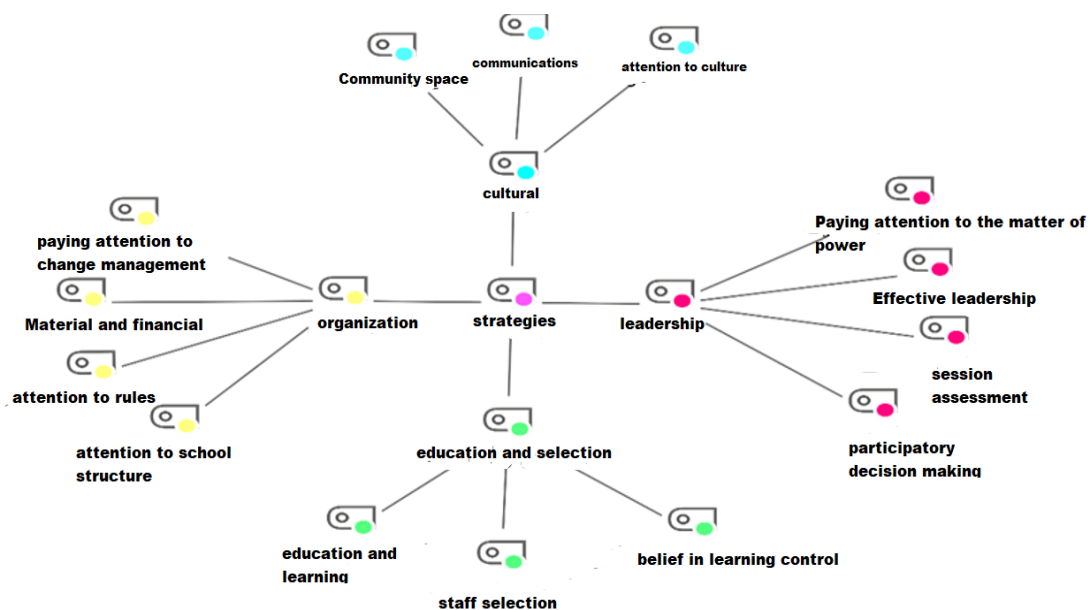 communications
attention to culture
Community space
cultural
Paying attention to the matter of
power
paying attention to
change management
Effective leadership
Material and financial
organization
strategies
leadership
session
assessment
attention to rules
attention to school
structure
education and selection
participatory
decision making
education and
learning
belief in learning control
staff selection